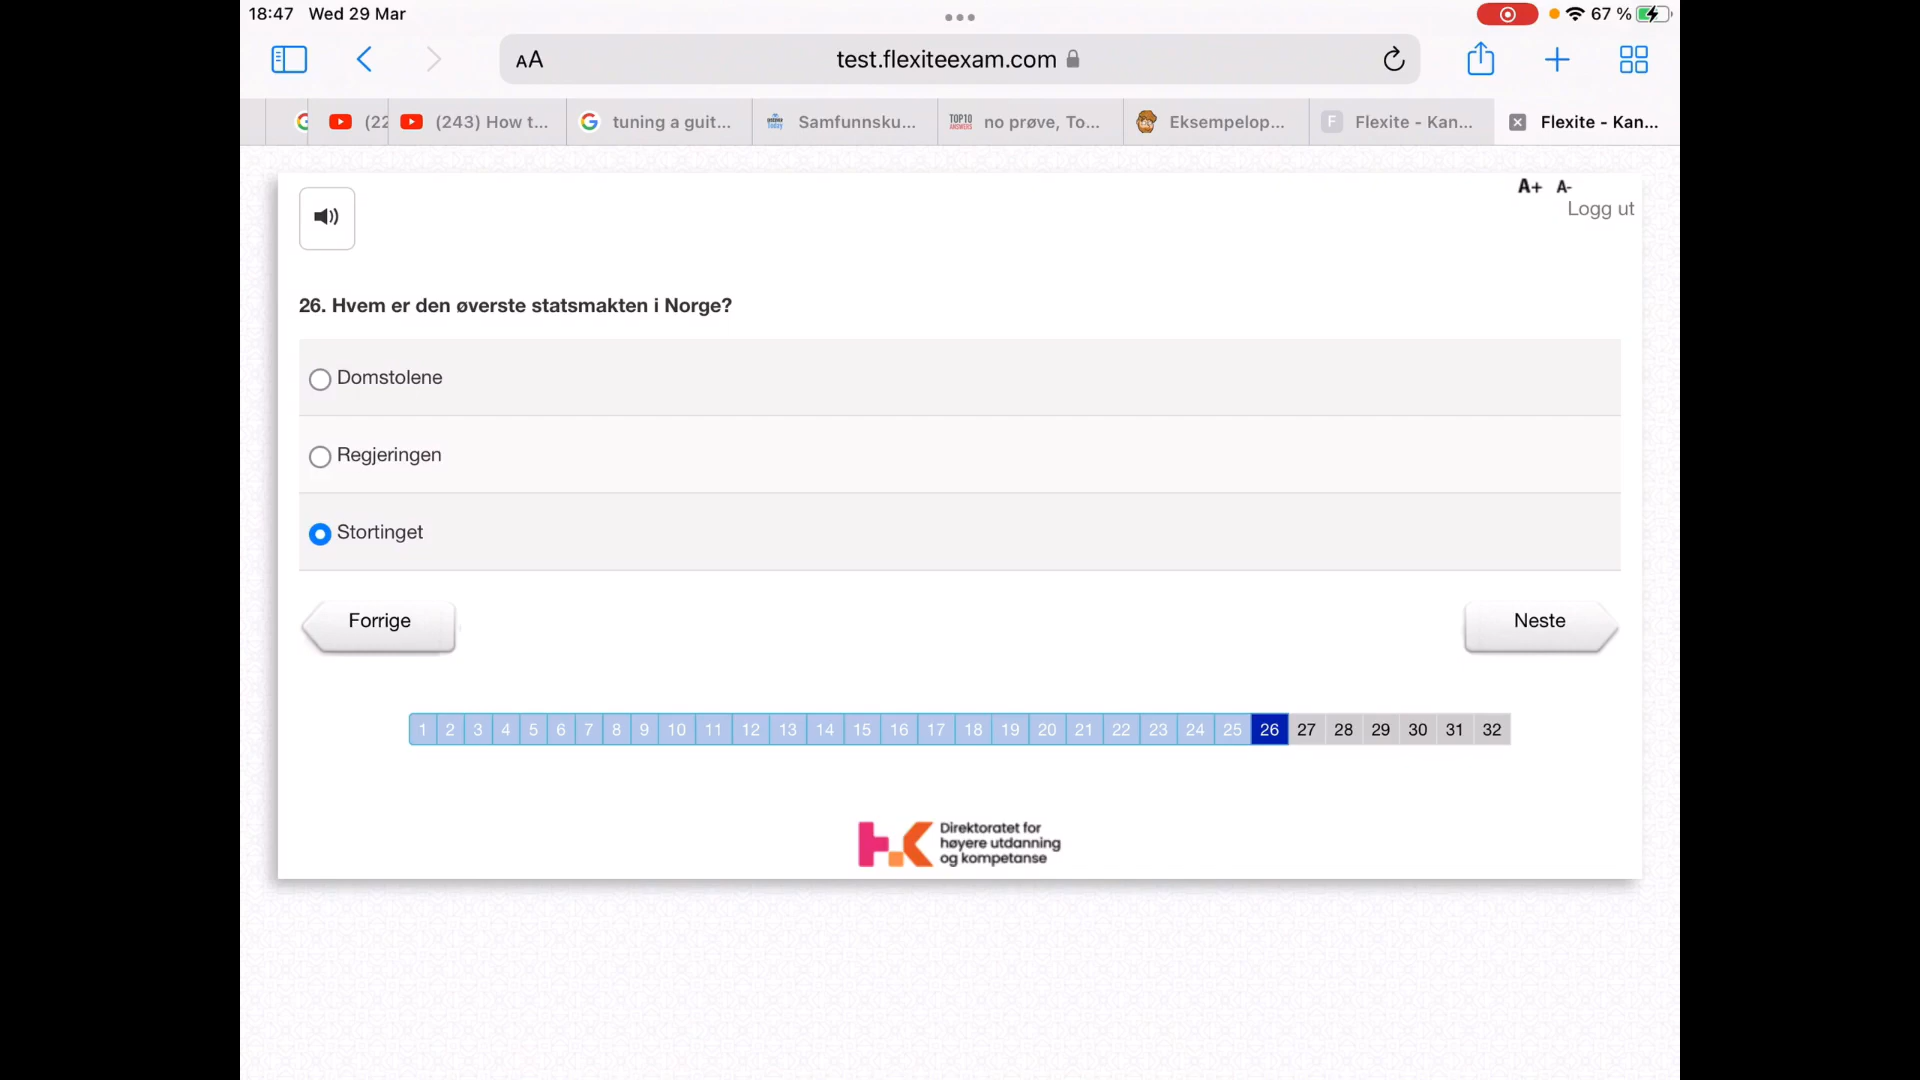 18:47 Wed 29 Mar
67 %
AA
test.flexiteexam.com
(22
(243) How t...
tuning a guit...
Samfunnsku...
TOP10 ANSWERS
no prøve, To...
Eksempelop...
F
Flexite - Kan...
Flexite - Kan...
A+ A-
Logg ut
26. Hvem er den øverste statsmakten i Norge?
Domstolene
Regjeringen
Stortinget
Forrige
Neste
1 2 3 4 5 6 7 8 9 10 11 12 13 14 15 16 17 18 19 20 21 22 23 24 25 26 27 28 29 30 31 32
Direktoratet for
høyere utdanning
og kompetanse